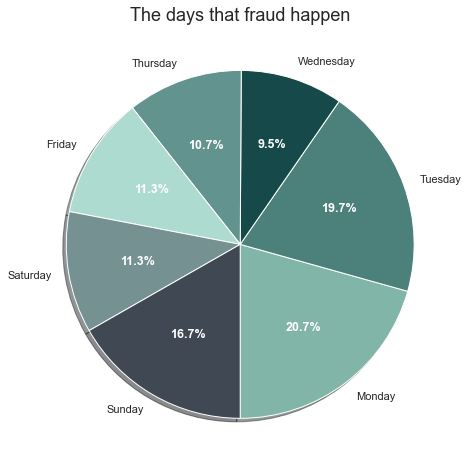 The days that fraud happen
Wednesday
Thursday
9.5%
10.7%
Friday
Tuesday
11.3%
19.7%
11.3%
Saturday
20.7%
16.7%
Monday
Sunday